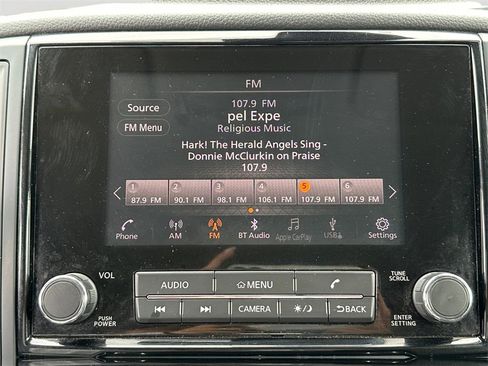 FM
Source
107.9 FM
pel Expe
FM Menu
Religious Music
Hark! The Herald Angels Sing -
Donnie McClurkin on Praise
107.9
1 2 3 4 5 6
87.9 FM 90.1 FM 98.1 FM 106.1 FM 107.9 FM 107.9 FM
Phone AM FM BT Audio Apple CarPlay USB Settings
VOL AUDIO MENU TUNE
SCROLL
PUSH
POWER
CAMERA BACK ENTER
SETTING